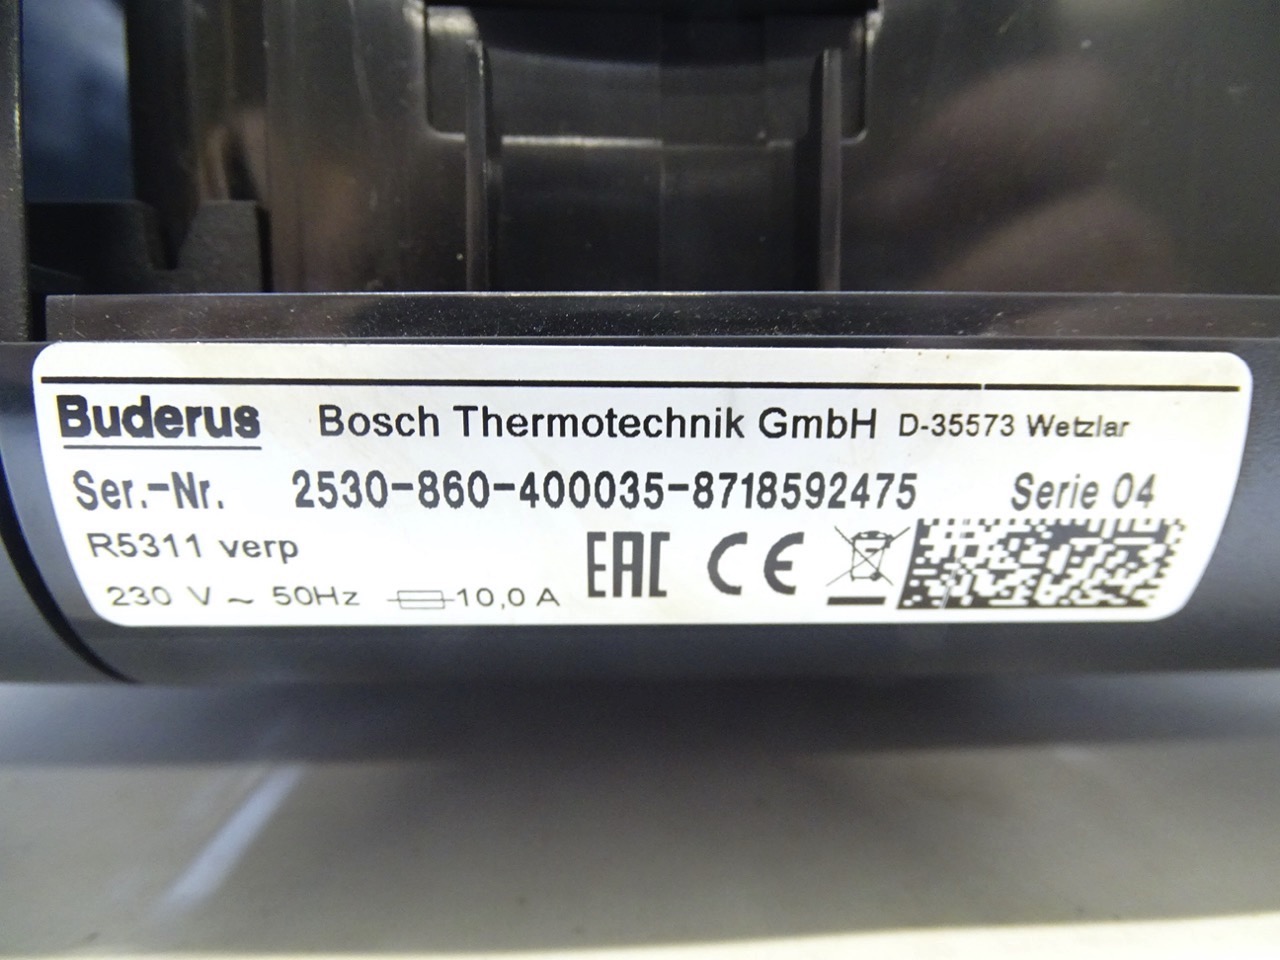 Buderus Bosch Thermotechnik GmbH D-35573 Wetzlar
Ser.-Nr. 2530-860-400035-8718592475 Serie 04
R5311 verp
230 V ~ 50Hz 10,0 A
EAC CE